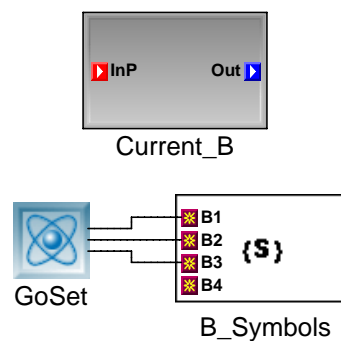 InP Out
Current_B
B1
B2
{S}
B3
B4
GoSet
B_Symbols